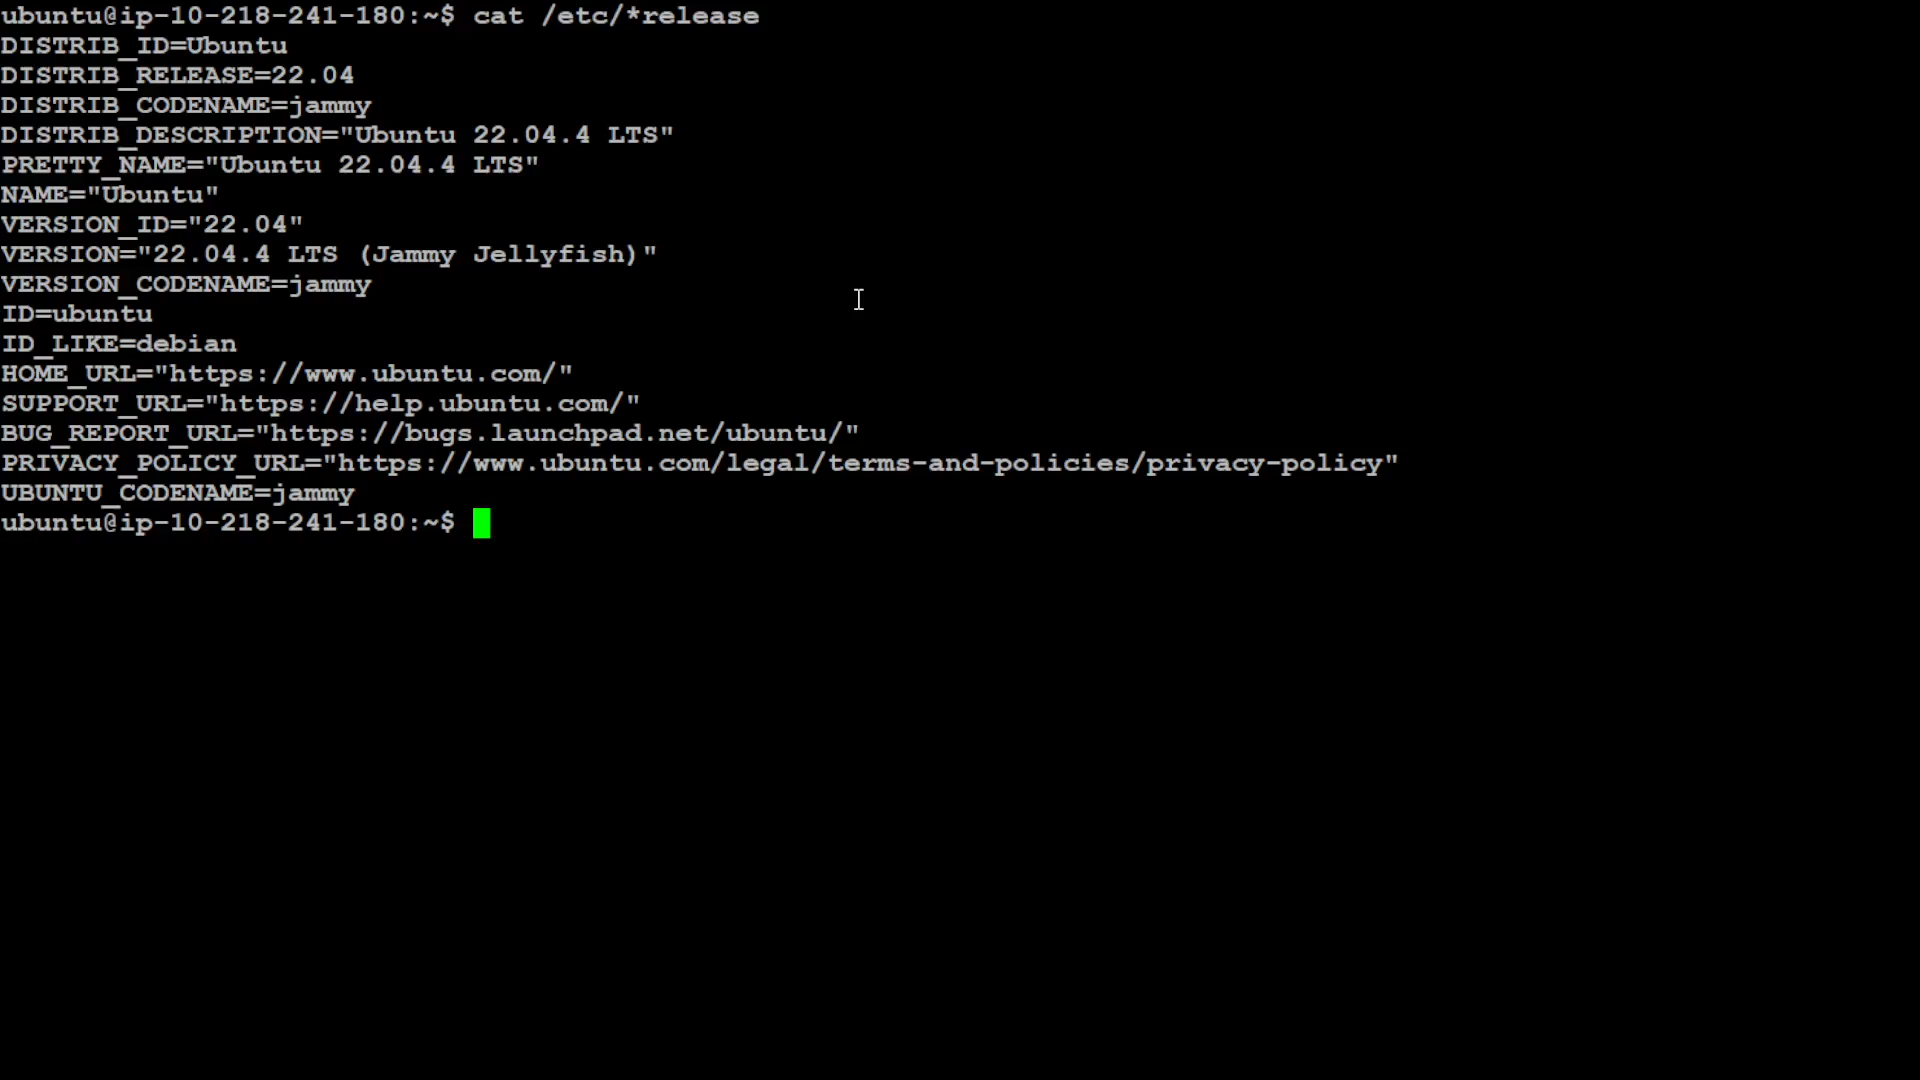 ubuntu@ip-10-218-241-180:~$ cat /etc/*release
DISTRIB_ID=Ubuntu
DISTRIB_RELEASE=22.04
DISTRIB_CODENAME=jammy
DISTRIB_DESCRIPTION="Ubuntu 22.04.4 LTS"
PRETTY_NAME="Ubuntu 22.04.4 LTS"
NAME="Ubuntu"
VERSION_ID="22.04"
VERSION="22.04.4 LTS (Jammy Jellyfish)"
VERSION_CODENAME=jammy
ID=ubuntu
ID_LIKE=debian
HOME_URL="https://www.ubuntu.com/"
SUPPORT_URL="https://help.ubuntu.com/"
BUG_REPORT_URL="https://bugs.launchpad.net/ubuntu/"
PRIVACY_POLICY_URL="https://www.ubuntu.com/legal/terms-and-policies/privacy-policy"
UBUNTU_CODENAME=jammy
ubuntu@ip-10-218-241-180:~$